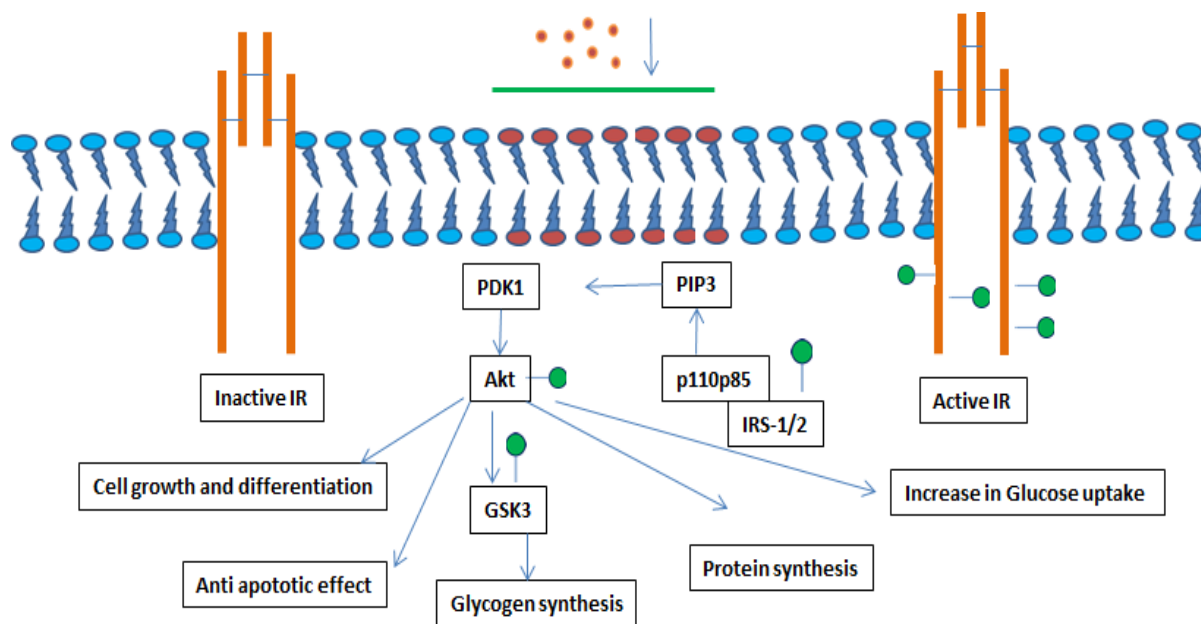 PDK1
PIP3
Inactive IR
Akt
p110p85
IRS-1/2
Active IR
Cell growth and differentiation
GSK3
Increase in Glucose uptake
Anti apoptotic effect
Protein synthesis
Glycogen synthesis